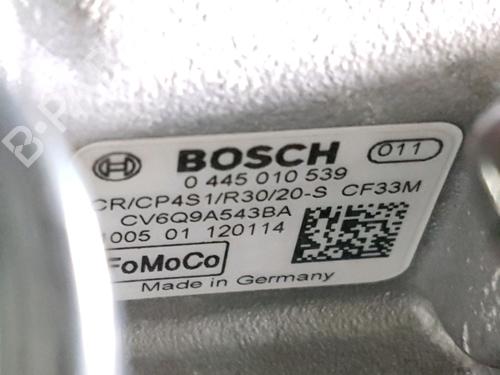 BOSCH 011
0 445 010 539
CR/CP4S1/R30/20-S CF33M
CV6Q9A543BA
005 01 120114
FoMoCo
Made in Germany
B-PARTS